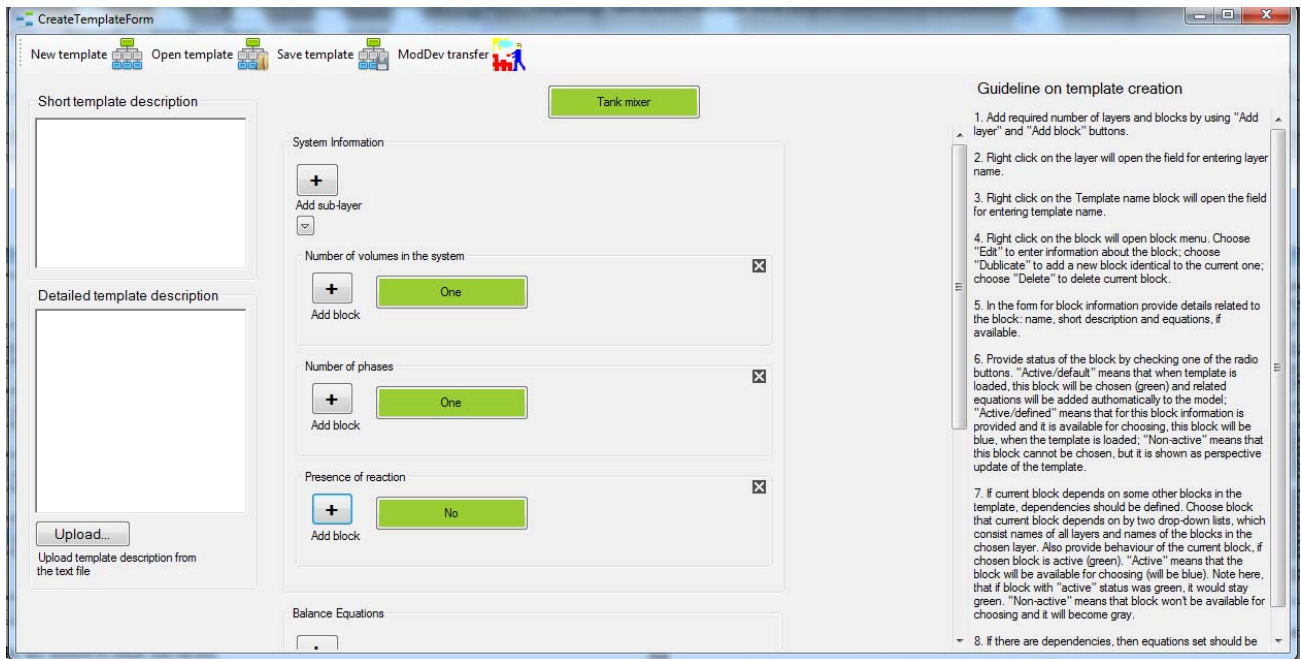 CreateTemplateForm
New template
Open template
Save template
ModDev transfer
Short template description
Detailed template description
Upload...
Upload template description from
the text file
Tank mixer
System Information
+
Add sub-layer
Number of volumes in the system
+
One
Add block
Number of phases
+
One
Add block
Presence of reaction
+
No
Add block
Balance Equations
Guideline on template creation
1. Add required number of layers and blocks by using "Add
layer" and "Add block" buttons.
2. Right click on the layer will open the field for entering layer
name.
3. Right click on the Template name block will open the field
for entering template name.
4. Right click on the block will open block menu. Choose
"Edit" to enter information about the block; choose
"Dublicate" to add a new block identical to the current one;
choose "Delete" to delete current block.
5. In the form for block information provide details related to
the block: name, short description and equations, if
available.
6. Provide status of the block by checking one of the radio
buttons. "Active/default" means that when template is
loaded, this block will be chosen (green) and related
equations will be added authomatically to the model;
"Active/defined" means that for this block information is
provided and it is available for choosing, this block will be
blue, when the template is loaded; "Non-active" means that
this block cannot be chosen, but it is shown as perspective
update of the template.
7. If current block depends on some other blocks in the
template, dependencies should be defined. Choose block
that current block depends on by two drop-down lists, which
consist names of all layers and names of the blocks in the
chosen layer. Also provide behaviour of the current block, if
chosen block is active (green). "Active" means that the
block will be available for choosing (will be blue). Note here,
that if block with "active" status was green, it would stay
green. "Non-active" means that block won't be available for
choosing and it will become gray.
8. If there are dependencies, then equations set should be